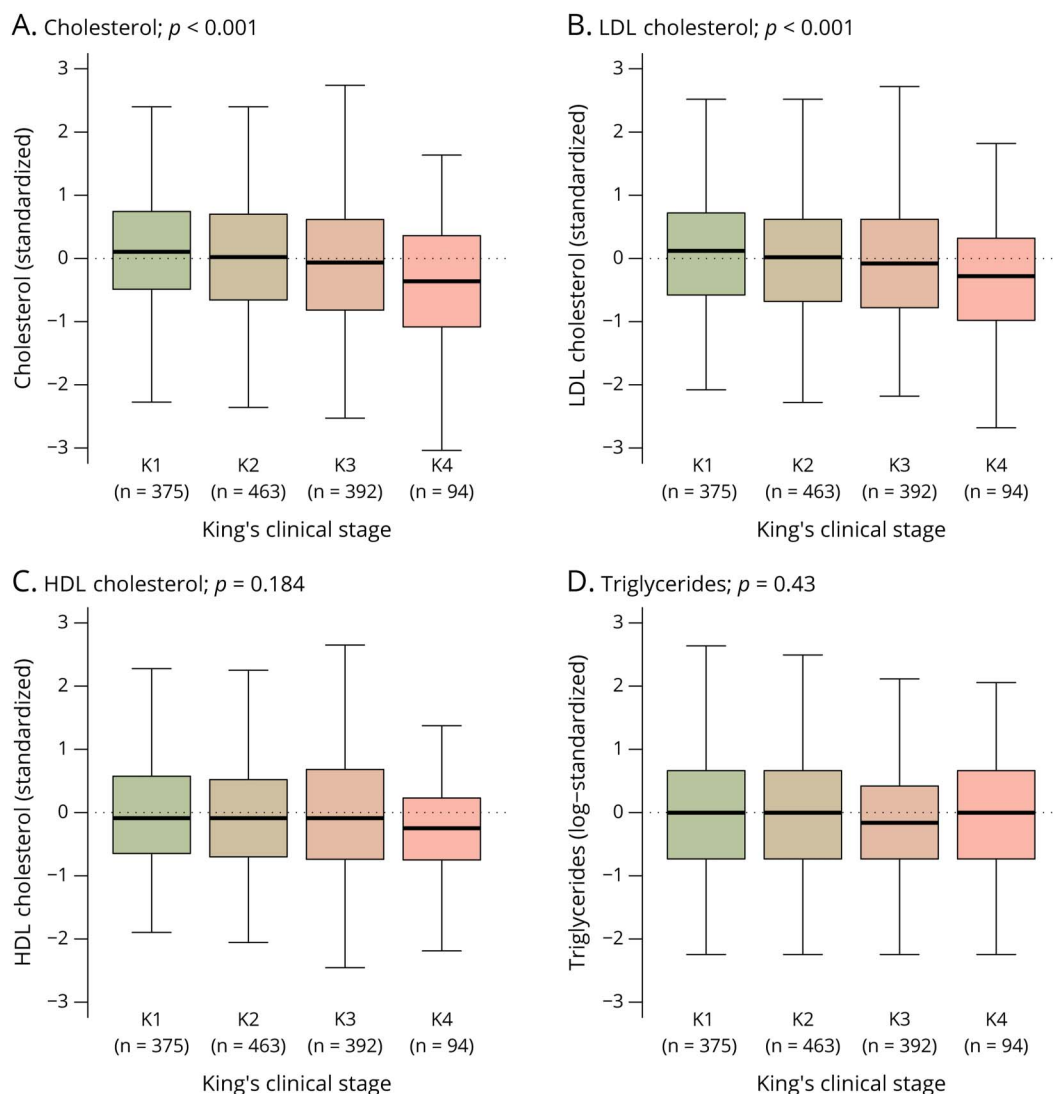 A. Cholesterol; p < 0.001
Cholesterol (standardized)
3
2
1
0
−1
−2
−3
K1 K2 K3 K4
(n = 375) (n = 463) (n = 392) (n = 94)
King's clinical stage
B. LDL cholesterol; p < 0.001
LDL cholesterol (standardized)
3
2
1
0
−1
−2
−3
K1 K2 K3 K4
(n = 375) (n = 463) (n = 392) (n = 94)
King's clinical stage
C. HDL cholesterol; p = 0.184
HDL cholesterol (standardized)
3
2
1
0
−1
−2
−3
K1 K2 K3 K4
(n = 375) (n = 463) (n = 392) (n = 94)
King's clinical stage
D. Triglycerides; p = 0.43
Triglycerides (log−standardized)
3
2
1
0
−1
−2
−3
K1 K2 K3 K4
(n = 375) (n = 463) (n = 392) (n = 94)
King's clinical stage